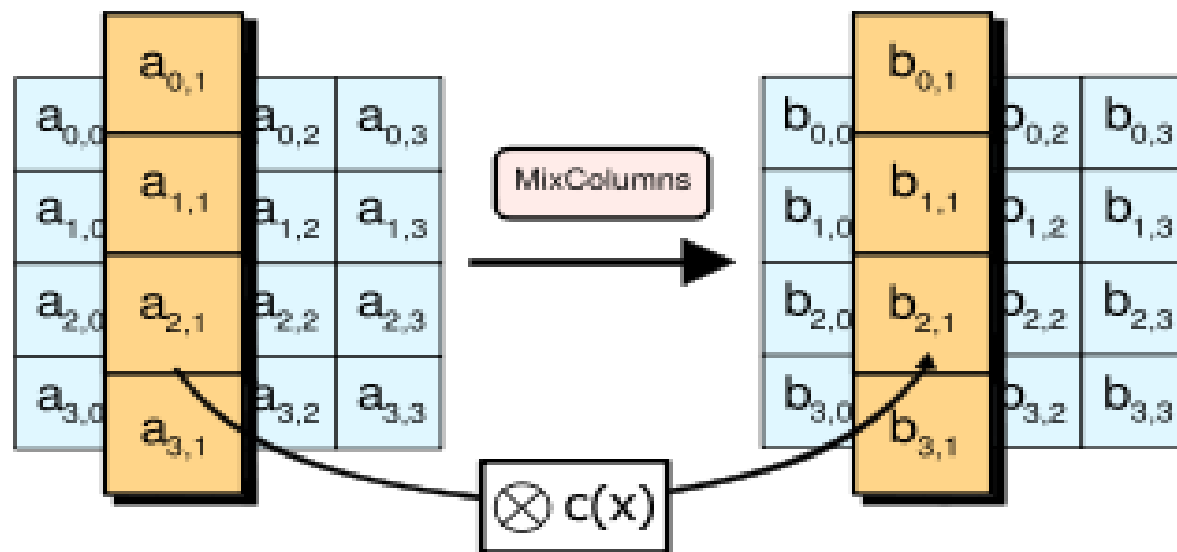 a0,1 b0,1
a0,0 a0,2 a0,3 b0,0 b0,2 b0,3
a1,1 MixColumns b1,1
a1,0 a1,2 a1,3 b1,0 b1,2 b1,3
a2,1 b2,1
a2,0 a2,2 a2,3 b2,0 b2,2 b2,3
a3,0 a3,2 a3,3 b3,0 b3,2 b3,3
a3,1 b3,1
⊗ c(x)